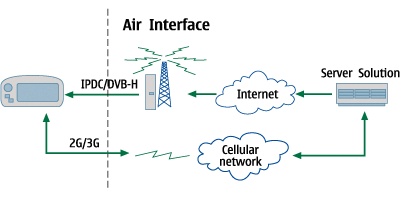 Air Interface
IPDC/DVB-H
Internet
Server Solution
2G/3G
Cellular
network